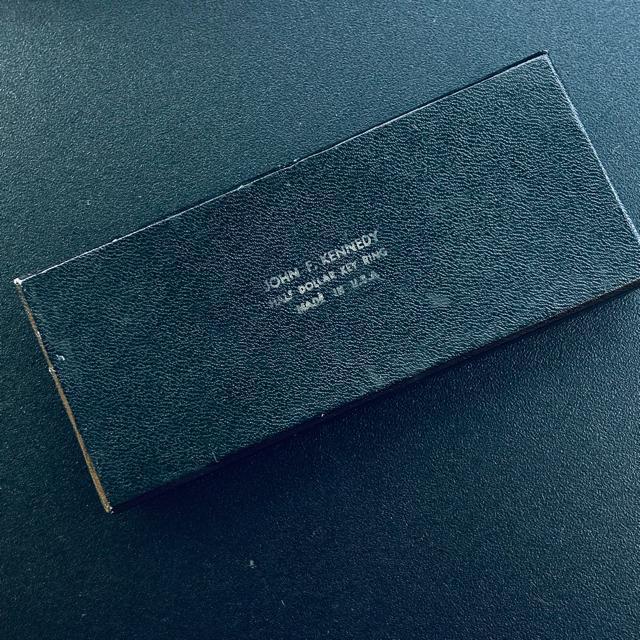 JOHN F. KENNEDY
HALF DOLLAR KEY RING
MADE IN U.S.A.